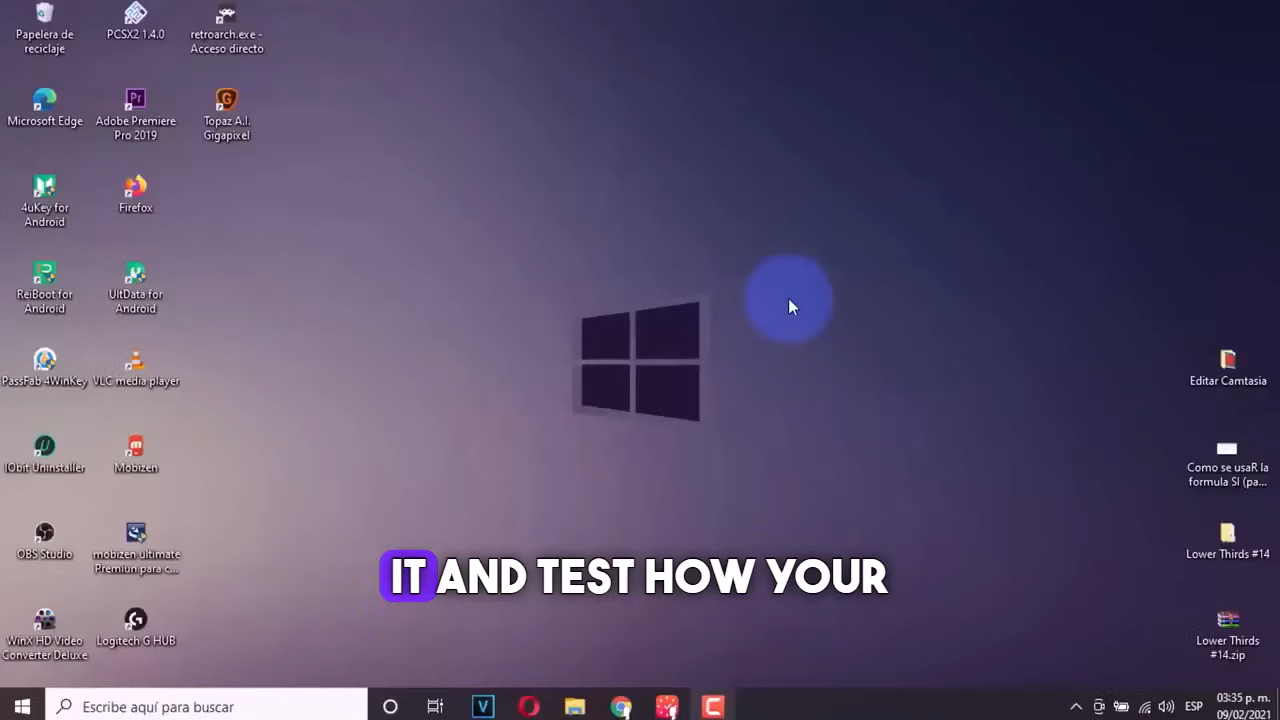 Papelera de
reciclaje
PCSX2 1.4.0
retroarch.exe -
Acceso directo
Microsoft Edge
Adobe Premiere
Pro 2019
Topaz A.I.
Gigapixel
4uKey for
Android
Firefox
ReiBoot for
Android
UltData for
Android
PassFab 4WinKey
VLC media player
Editar Camtasia
IObit Uninstaller
Mobizen
Como se usaR la
formula SI (pa...
OBS Studio
mobizen ultimate
Premiun para c...
Lower Thirds #14
IT AND TEST HOW YOUR
WinX HD Video
Converter Deluxe
Logitech G HUB
Lower Thirds
#14.zip
Escribe aquí para buscar
ESP
03:35 p. m.
09/02/2021